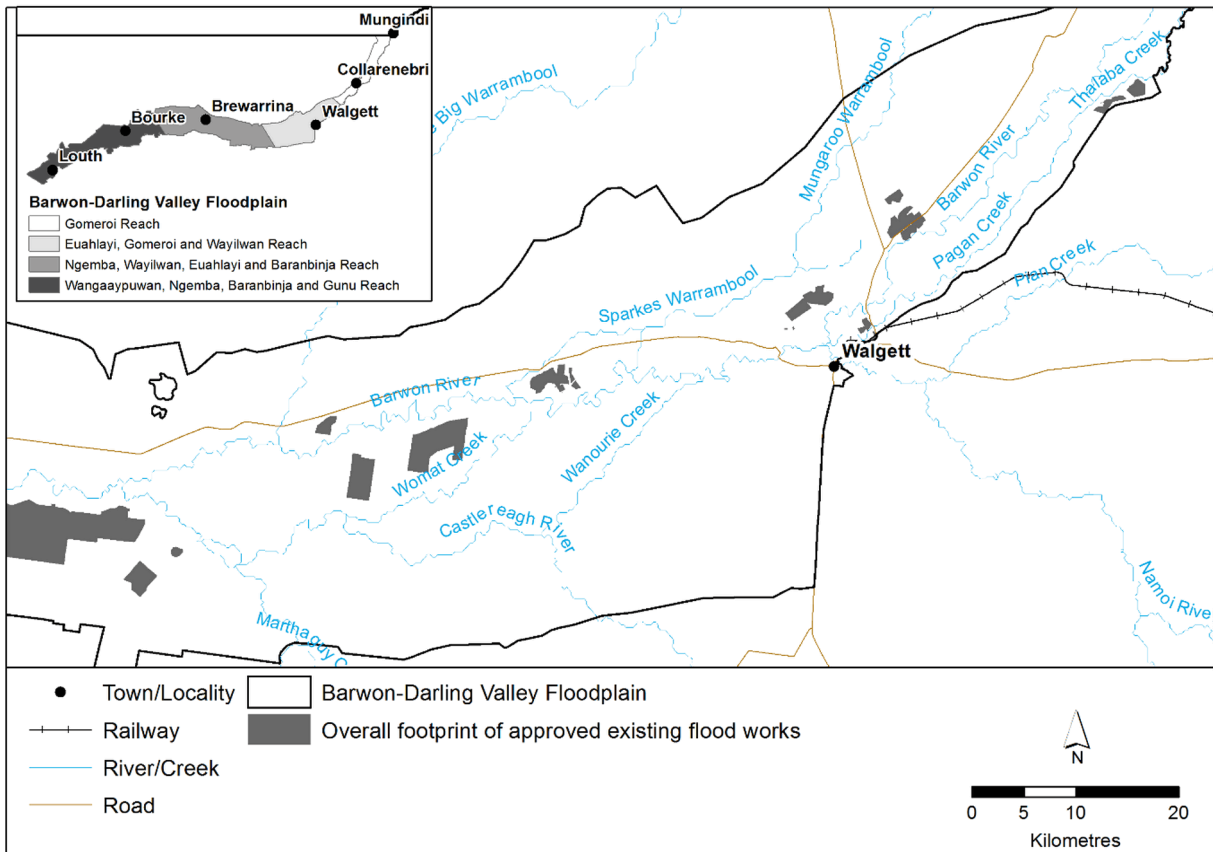 Mungindi
Collarenebri
Brewarrina
Walgett
Bourke
Louth
Barwon-Darling Valley Floodplain
Gomeroi Reach
Euahlayi, Gomeroi and Wayilwan Reach
Ngemba, Wayilwan, Euahlayi and Baranbinja Reach
Wangaaypuwan, Ngemba, Baranbinja and Gunu Reach
e Big Warrambool
Mungaroo Warrambool
Thalaba Creek
Barwon River
Pagan Creek
Pian Creek
Sparkes Warrambool
Walgett
Barwon River
Wanourie Creek
Womat Creek
Castlereagh River
Namoi Rive
Marthaguy C
Town/Locality
Railway
River/Creek
Road
Barwon-Darling Valley Floodplain
Overall footprint of approved existing flood works
N
0 5 10 20
Kilometres